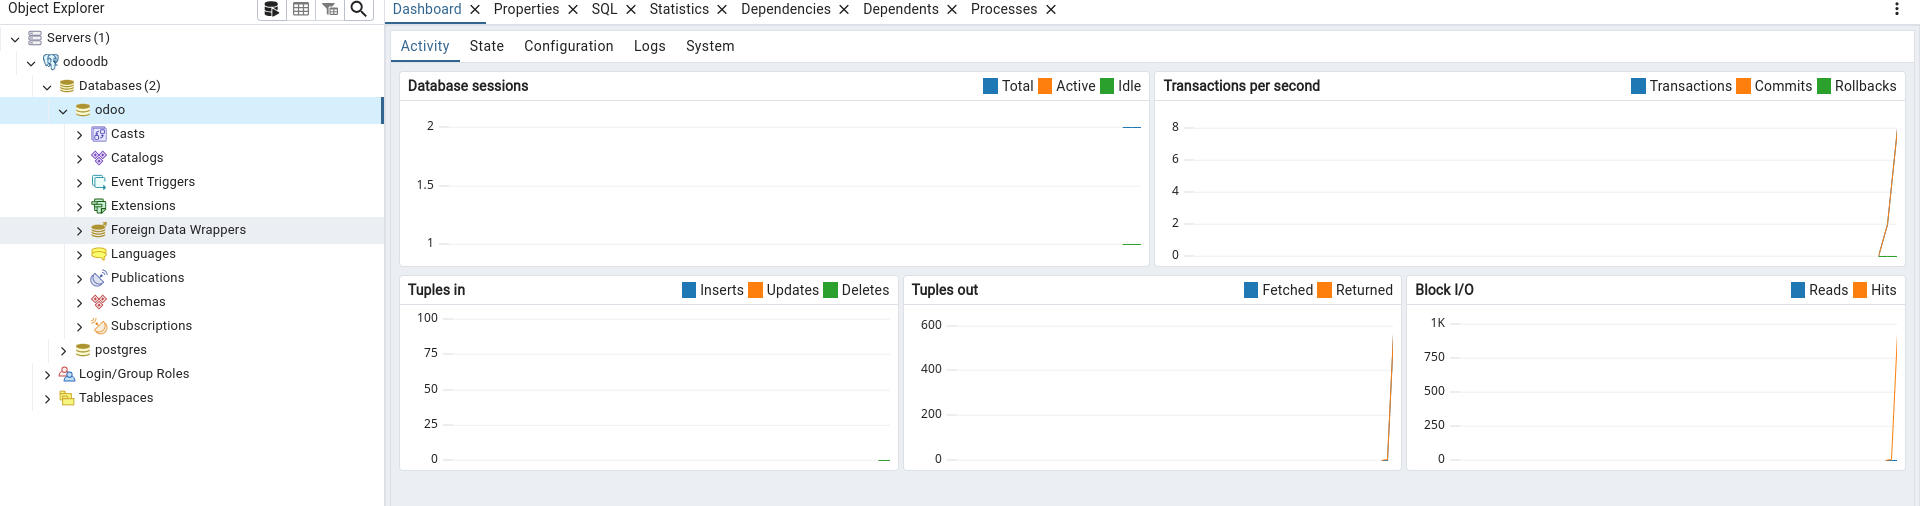 Object Explorer
Servers (1)
odoodb
Databases (2)
odoo
Casts
Catalogs
Event Triggers
Extensions
Foreign Data Wrappers
Languages
Publications
Schemas
Subscriptions
postgres
Login/Group Roles
Tablespaces
Dashboard Properties SQL Statistics Dependencies Dependents Processes
Activity State Configuration Logs System
Database sessions Total Active Idle
2
1.5
1
Transactions per second Transactions Commits Rollbacks
8
6
4
2
0
Tuples in Inserts Updates Deletes
100
75
50
25
0
Tuples out Fetched Returned
600
400
200
0
Block I/O Reads Hits
1K
750
500
250
0